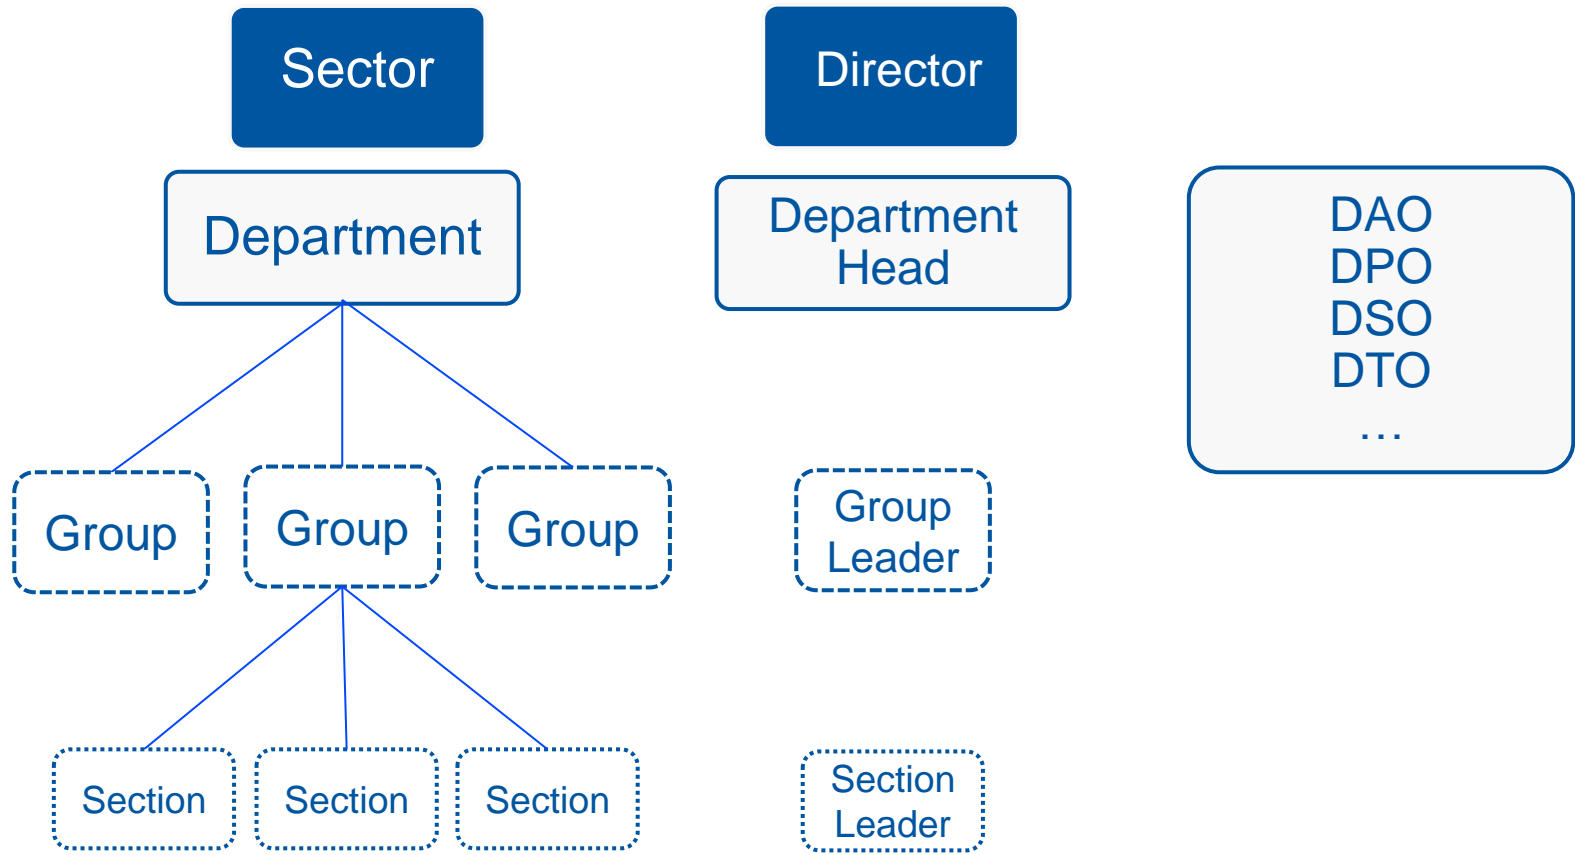 Sector
Director
Department
Department
Head
DAO
DPO
DSO
DTO
…
Group
Group
Group
Group
Leader
Section
Section
Section
Section
Leader